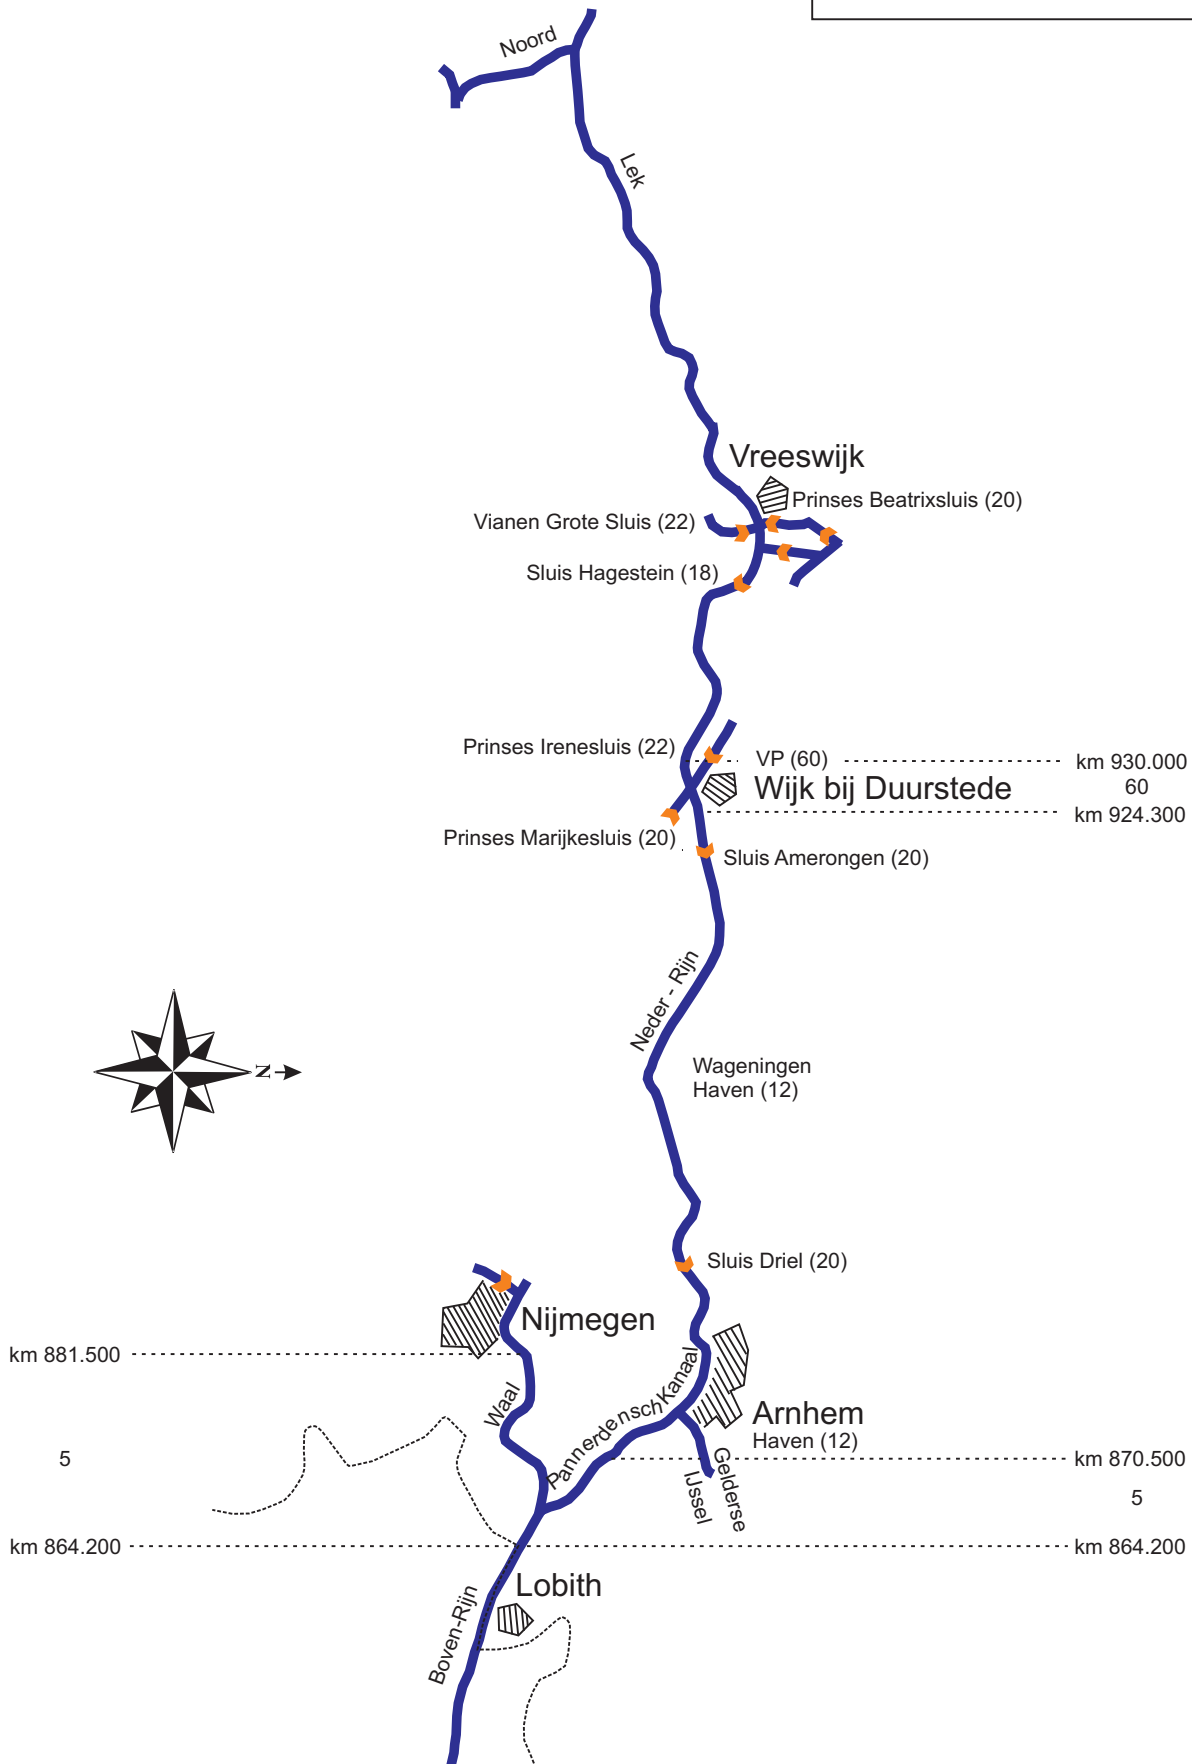 Noord
Lek
Vreeswijk
Prinses Beatrixsluis (20)
Vianen Grote Sluis (22)
Sluis Hagestein (18)
Prinses Irenesluis (22)
VP (60)
km 930.000
60
Wijk bij Duurstede
km 924.300
Prinses Marijkesluis (20)
Sluis Amerongen (20)
Neder - Rijn
Wageningen
Haven (12)
N
Sluis Driel (20)
Nijmegen
km 881.500
Waal
Pannerdensch Kanaal
Arnhem
Haven (12)
5
km 870.500
Gelderse
IJssel
5
km 864.200
km 864.200
Lobith
Boven-Rijn